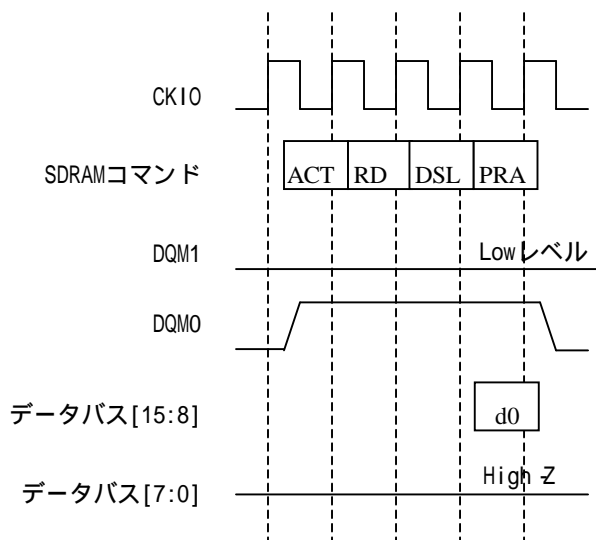 CKIO
SDRAMコマンド
ACT RD DSL PRA
DQM1
Lowレベル
DQM0
データバス[15:8]
d0
データバス[7:0]
High-Z